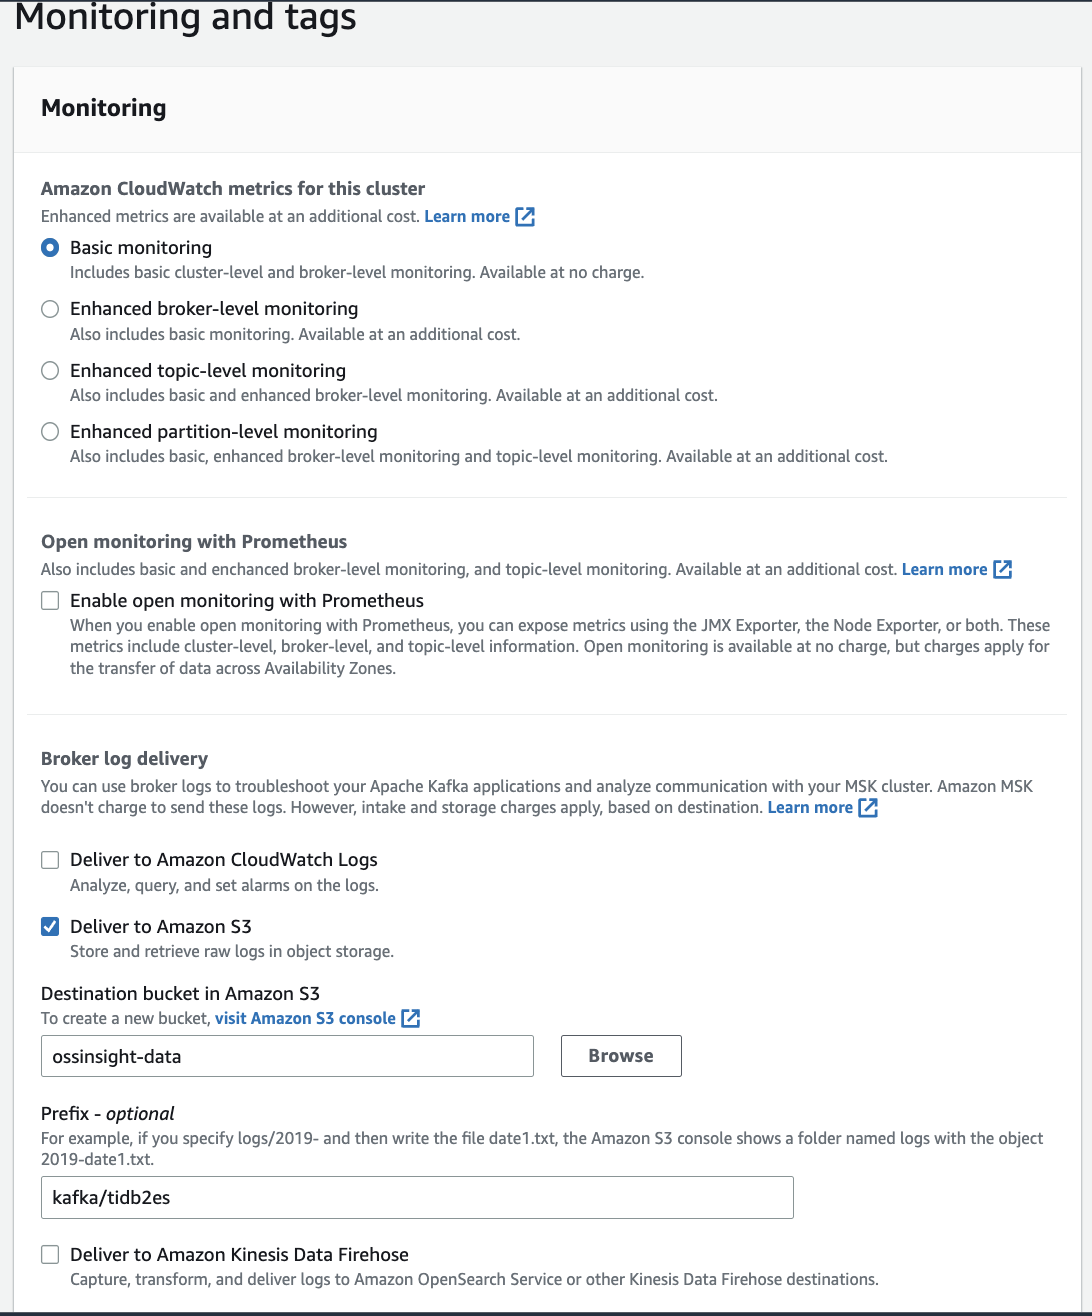 Monitoring and tags
Monitoring
Amazon CloudWatch metrics for this cluster
Enhanced metrics are available at an additional cost. Learn more
Basic monitoring
Includes basic cluster-level and broker-level monitoring. Available at no charge.
Enhanced broker-level monitoring
Also includes basic monitoring. Available at an additional cost.
Enhanced topic-level monitoring
Also includes basic and enhanced broker-level monitoring. Available at an additional cost.
Enhanced partition-level monitoring
Also includes basic, enhanced broker-level monitoring and topic-level monitoring. Available at an additional cost.
Open monitoring with Prometheus
Also includes basic and enchanced broker-level monitoring, and topic-level monitoring. Available at an additional cost. Learn more
Enable open monitoring with Prometheus
When you enable open monitoring with Prometheus, you can expose metrics using the JMX Exporter, the Node Exporter, or both. These
metrics include cluster-level, broker-level, and topic-level information. Open monitoring is available at no charge, but charges apply for
the transfer of data across Availability Zones.
Broker log delivery
You can use broker logs to troubleshoot your Apache Kafka applications and analyze communication with your MSK cluster. Amazon MSK
doesn't charge to send these logs. However, intake and storage charges apply, based on destination. Learn more
Deliver to Amazon CloudWatch Logs
Analyze, query, and set alarms on the logs.
Deliver to Amazon S3
Store and retrieve raw logs in object storage.
Destination bucket in Amazon S3
To create a new bucket, visit Amazon S3 console
ossinsight-data
Browse
Prefix - optional
For example, if you specify logs/2019- and then write the file date1.txt, the Amazon S3 console shows a folder named logs with the object
2019-date1.txt.
kafka/tidb2es
Deliver to Amazon Kinesis Data Firehose
Capture, transform, and deliver logs to Amazon OpenSearch Service or other Kinesis Data Firehose destinations.